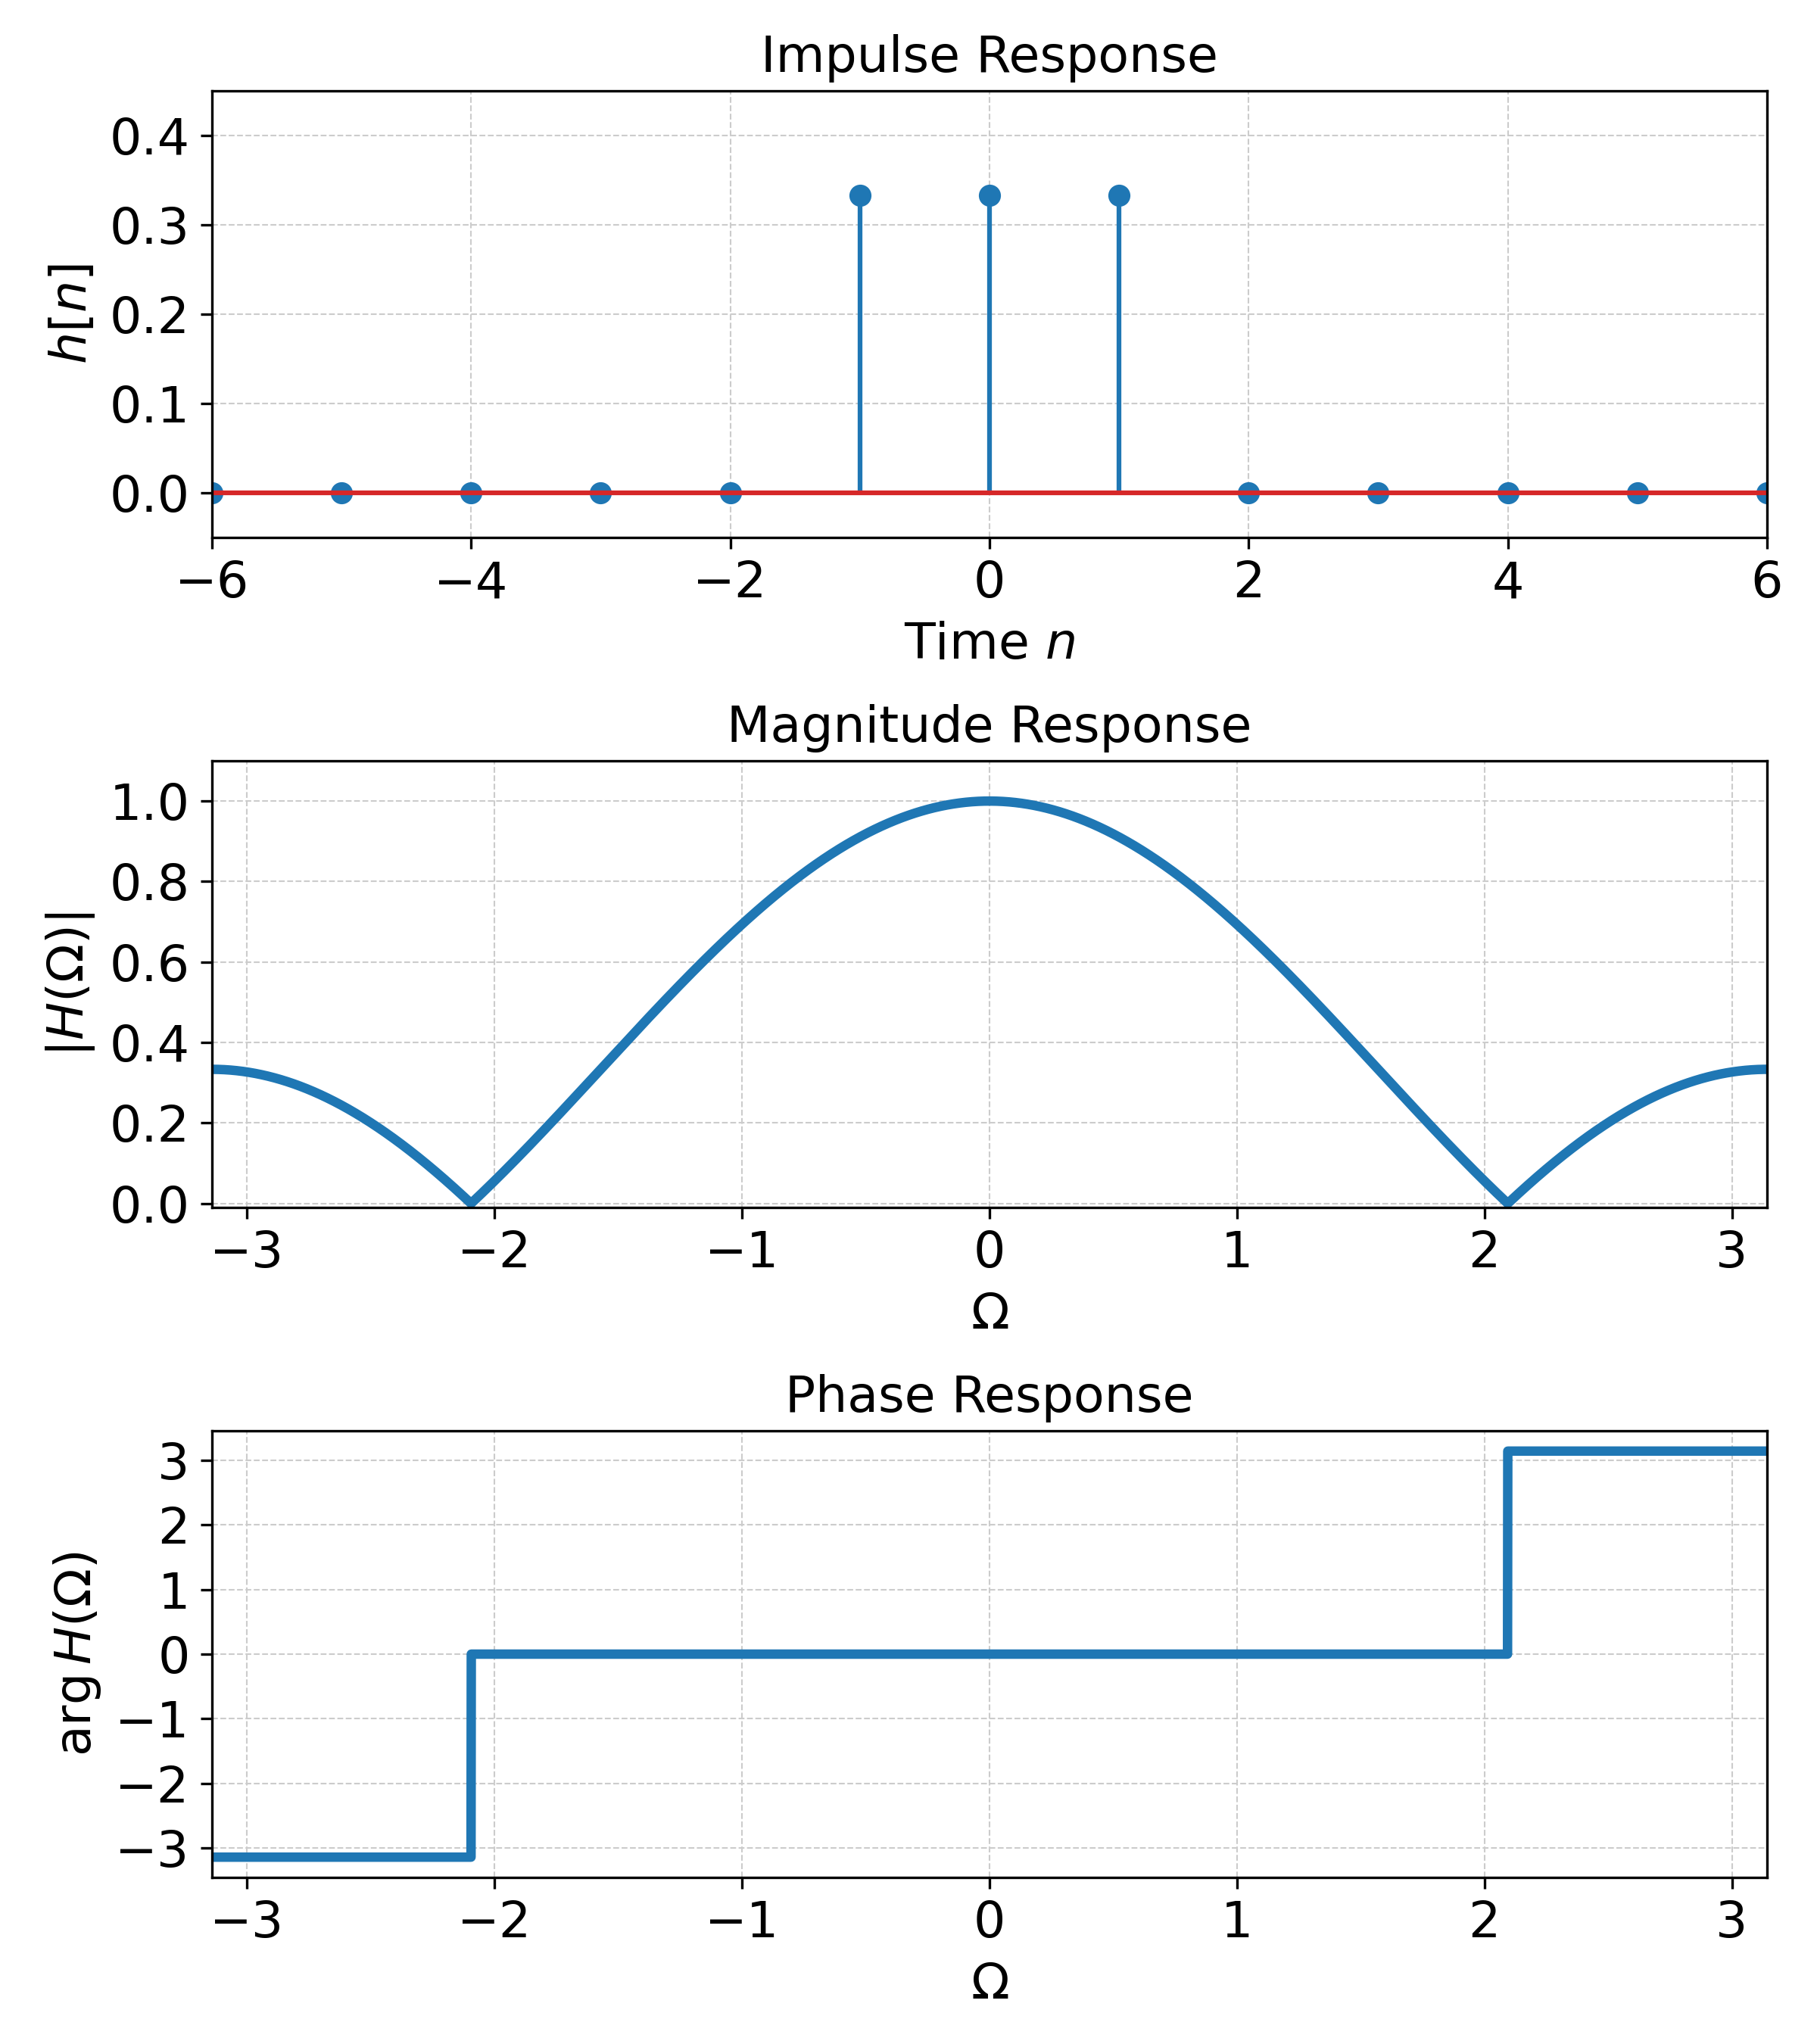 Impulse Response
0.4
0.3
0.2
0.1
0.0
h[n]
−6 −4 −2 0 2 4 6
Time n
Magnitude Response
1.0
0.8
0.6
0.4
0.2
0.0
|H(Ω)|
−3 −2 −1 0 1 2 3
Ω
Phase Response
3
2
1
0
−1
−2
−3
arg H(Ω)
−3 −2 −1 0 1 2 3
Ω